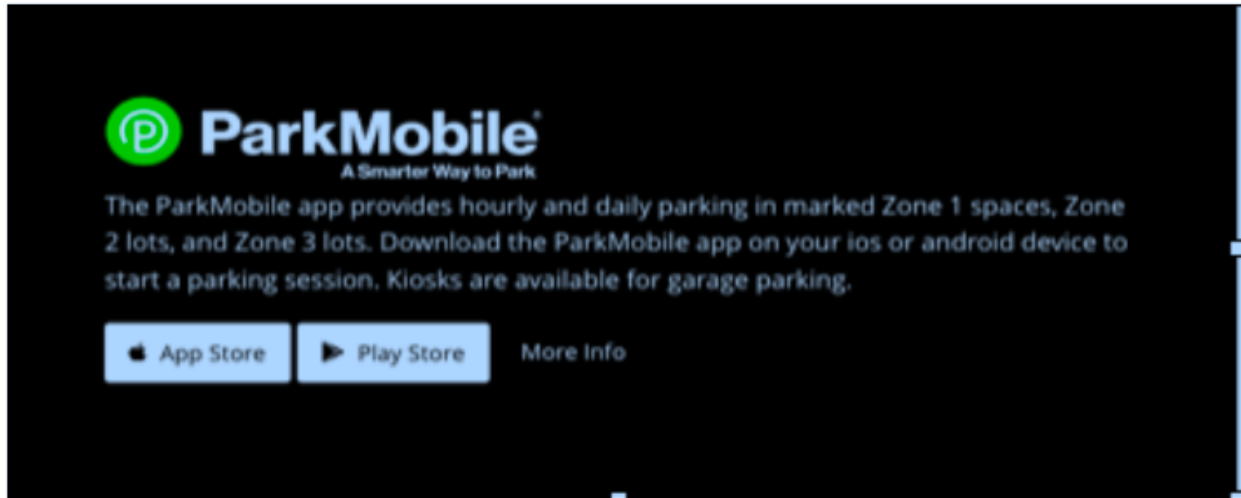 ParkMobile®
A Smarter Way to Park
The ParkMobile app provides hourly and daily parking in marked Zone 1 spaces, Zone
2 lots, and Zone 3 lots. Download the ParkMobile app on your ios or android device to
start a parking session. Kiosks are available for garage parking.
App Store Play Store More Info